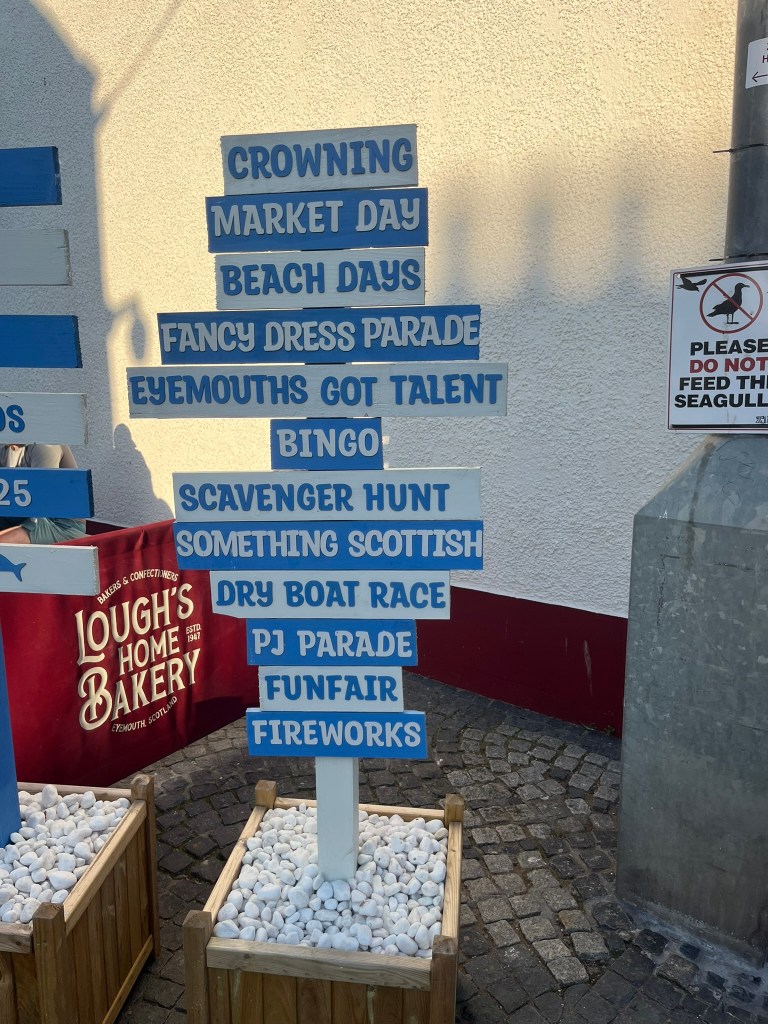 CROWNING
MARKET DAY
BEACH DAYS
FANCY DRESS PARADE
EYEMOUTHS GOT TALENT
BINGO
SCAVENGER HUNT
SOMETHING SCOTTISH
DRY BOAT RACE
PJ PARADE
FUNFAIR
FIREWORKS
OS
25
BAKERS & CONFECTIONERS
LOUGH'S
HOME
BAKERY
ESTD.
1947
EYEMOUTH, SCOTLAND
PLEASE
DO NOT
FEED THE
SEAGULL
H